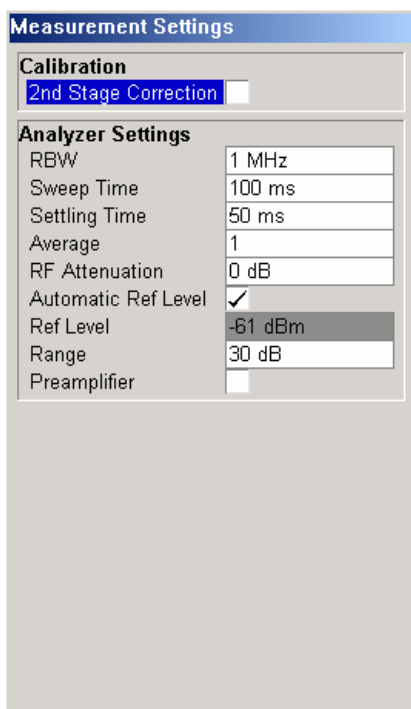 Measurement Settings
Calibration
2nd Stage Correction
Analyzer Settings
RBW 1 MHz
Sweep Time 100 ms
Settling Time 50 ms
Average 1
RF Attenuation 0 dB
Automatic Ref Level ✓
Ref Level -61 dBm
Range 30 dB
Preamplifier